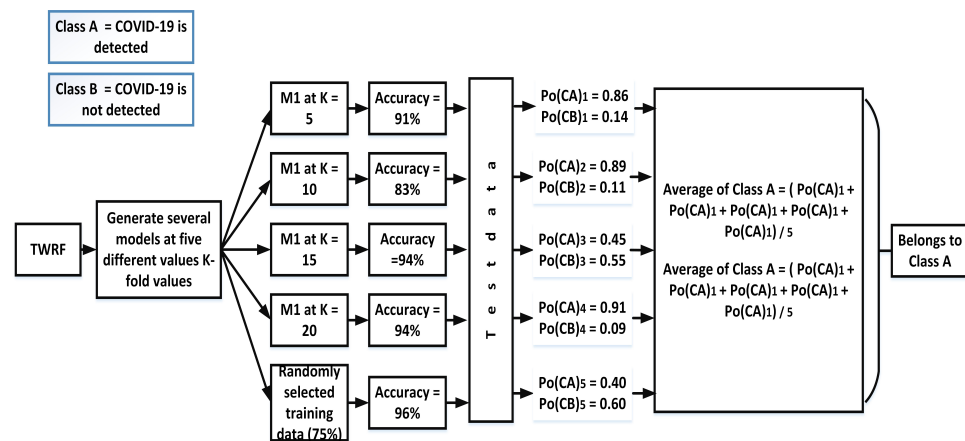 Class A = COVID-19 is
detected
Class B = COVID-19 is
not detected
TWRF
Generate several
models at five
different values K-
fold values
M1 at K =
5
Accuracy =
91%
M1 at K =
10
Accuracy =
83%
M1 at K =
15
Accuracy
=94%
M1 at K =
20
Accuracy =
94%
Randomly
selected
training
data (75%)
Accuracy =
96%
Test data
Po(CA)1 = 0.86
Po(CB)1 = 0.14
Po(CA)2 = 0.89
Po(CB)2 = 0.11
Po(CA)3 = 0.45
Po(CB)3 = 0.55
Po(CA)4 = 0.91
Po(CB)4 = 0.09
Po(CA)5 = 0.40
Po(CB)5 = 0.60
Average of Class A = ( Po(CA)1 +
Po(CA)1 + Po(CA)1 + Po(CA)1 +
Po(CA)1) / 5
Average of Class A = ( Po(CA)1 +
Po(CA)1 + Po(CA)1 + Po(CA)1 +
Po(CA)1) / 5
Belongs to
Class A